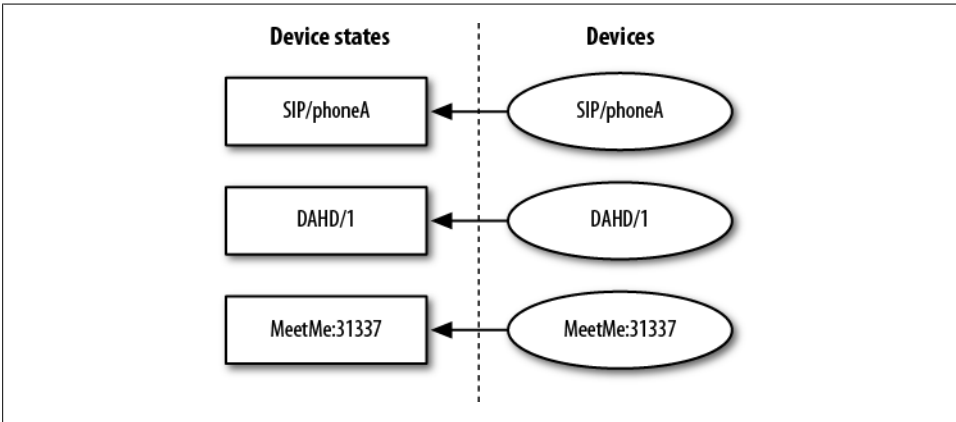 Device states
Devices
SIP/phoneA
SIP/phoneA
DAHD/1
DAHD/1
MeetMe:31337
MeetMe:31337